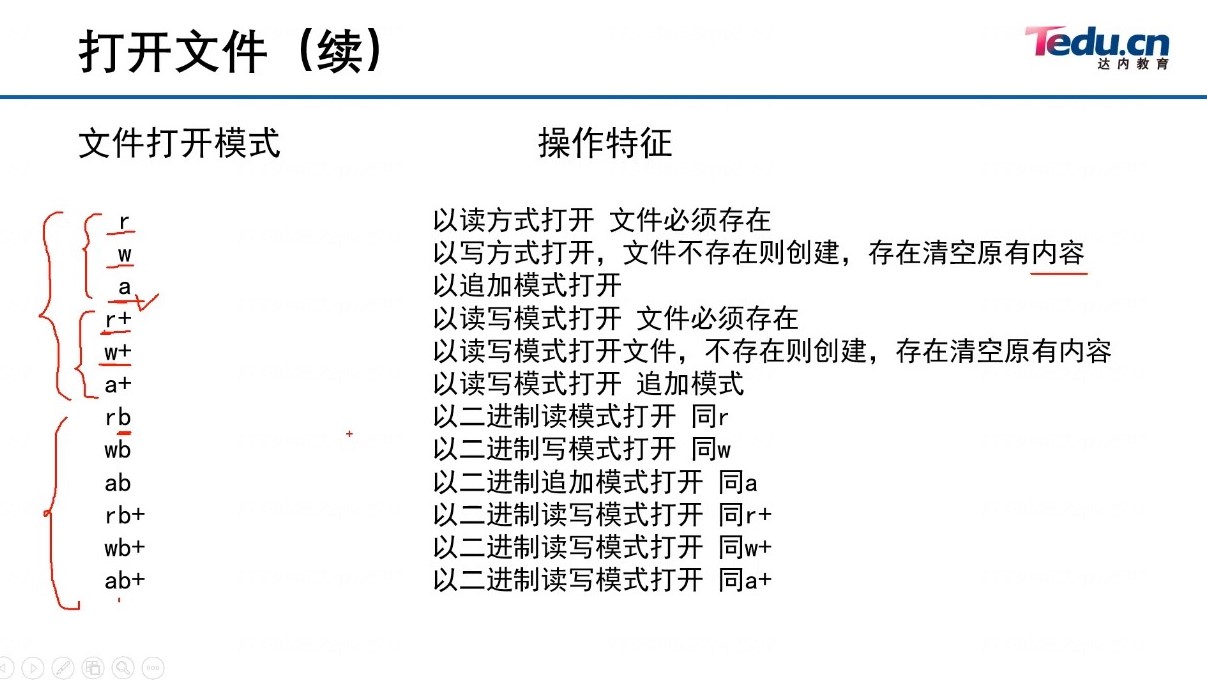 打开文件（续）
Tedu.cn
达内教育
文件打开模式 操作特征
r 以读方式打开 文件必须存在
w 以写方式打开，文件不存在则创建，存在清空原有内容
a 以追加模式打开
r+ 以读写模式打开 文件必须存在
w+ 以读写模式打开文件，不存在则创建，存在清空原有内容
a+ 以读写模式打开 追加模式
rb 以二进制读模式打开 同r
wb 以二进制写模式打开 同w
ab 以二进制追加模式打开 同a
rb+ 以二进制读写模式打开 同r+
wb+ 以二进制读写模式打开 同w+
ab+ 以二进制读写模式打开 同a+